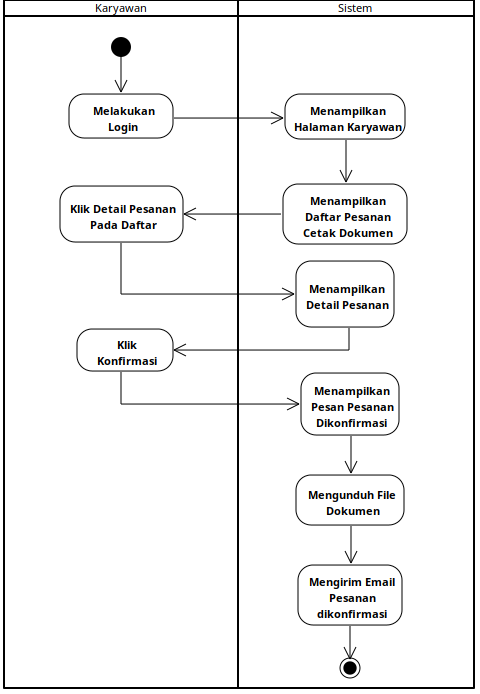 Karyawan
Sistem
Melakukan
Login
Menampilkan
Halaman Karyawan
Menampilkan
Daftar Pesanan
Cetak Dokumen
Klik Detail Pesanan
Pada Daftar
Menampilkan
Detail Pesanan
Klik
Konfirmasi
Menampilkan
Pesan Pesanan
Dikonfirmasi
Mengunduh File
Dokumen
Mengirim Email
Pesanan
dikonfirmasi